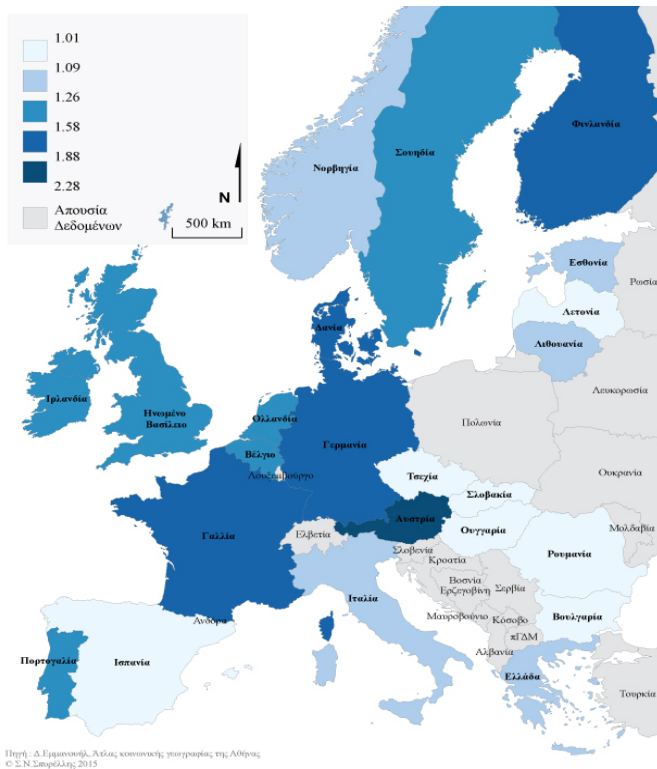 1.01
1.09
1.26
1.58
1.88
2.28
Απουσία
Δεδομένων
N
500 km
Νορβηγία
Σουηδία
Φινλανδία
Εσθονία
Ρωσία
Λετονία
Λιθουανία
Δανία
Λευκορωσία
Ιρλανδία
Ηνωμένο
Βασίλειο
Ολλανδία
Πολωνία
Γερμανία
Βέλγιο
Λουξεμβούργο
Τσεχία
Ουκρανία
Σλοβακία
Αυστρία
Μολδαβία
Γαλλία
Ελβετία
Ουγγαρία
Σλοβενία
Ρουμανία
Κροατία
Βοσνία
Ερζεγοβίνη
Σερβία
Ιταλία
Ανδορα
Μαυροβούνιο
Κόσοβο
Βουλγαρία
πΓΔΜ
Αλβανία
Πορτογαλία
Ισπανία
Ελλάδα
Τουρκία
Πηγή : Δ.Εμμανουήλ, Άτλας κοινωνικής γεωγραφίας της Αθήνας
© Σ.Ν.Σπυρέλλης 2015